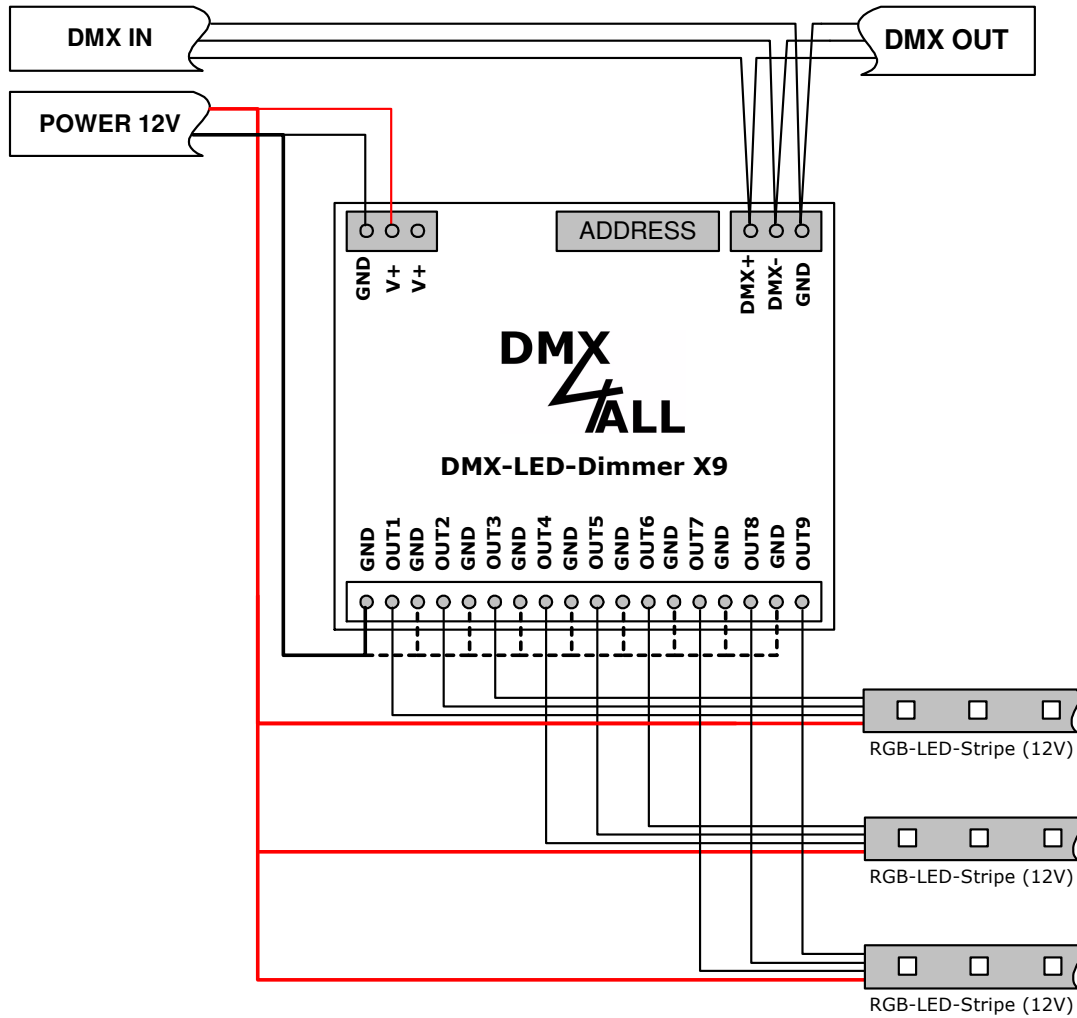 DMX IN
DMX OUT
POWER 12V
ADDRESS
GND
V+
V+
DMX+
DMX-
GND
DMX
4
ALL
DMX-LED-Dimmer X9
GND
OUT1
GND
OUT2
GND
OUT3
GND
OUT4
GND
OUT5
GND
OUT6
GND
OUT7
GND
OUT8
GND
OUT9
RGB-LED-Stripe (12V)
RGB-LED-Stripe (12V)
RGB-LED-Stripe (12V)